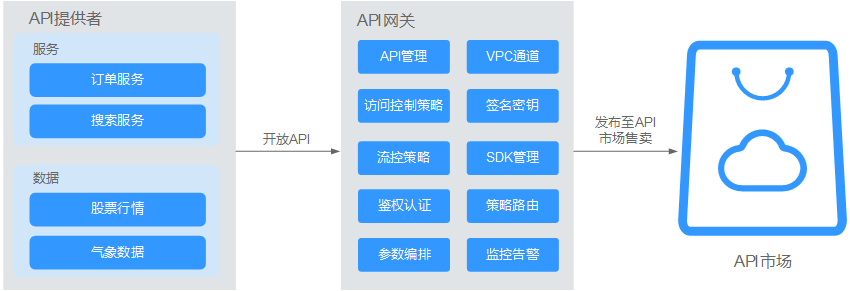 API提供者
服务
订单服务
搜索服务
数据
股票行情
气象数据
开放API
API网关
API管理
VPC通道
访问控制策略
签名密钥
流控策略
SDK管理
鉴权认证
策略路由
参数编排
监控告警
发布至API
市场售卖
API市场